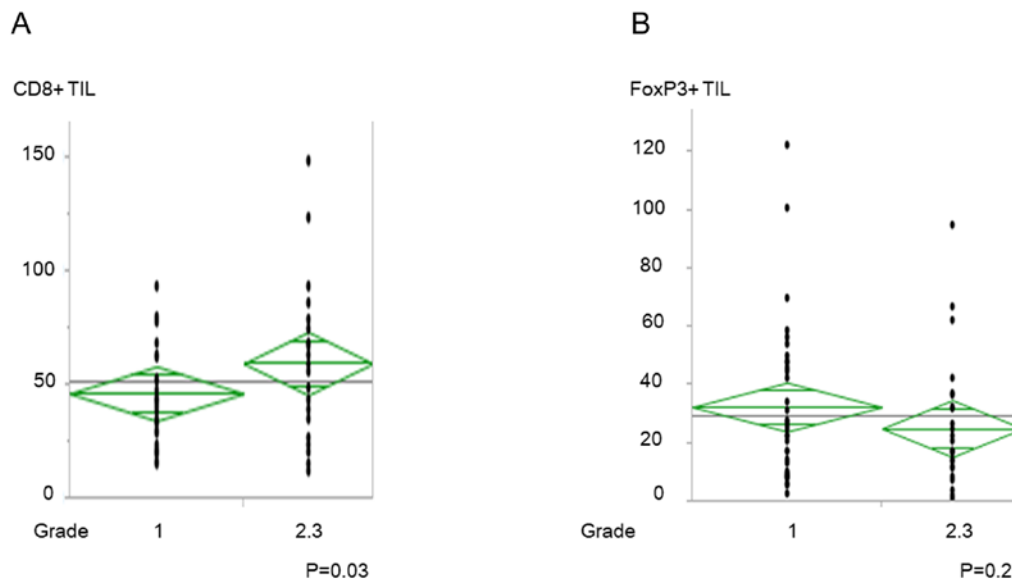 A
CD8+ TIL
150
100
50
0
Grade 1 2.3
P=0.03
B
FoxP3+ TIL
120
100
80
60
40
20
0
Grade 1 2.3
P=0.2